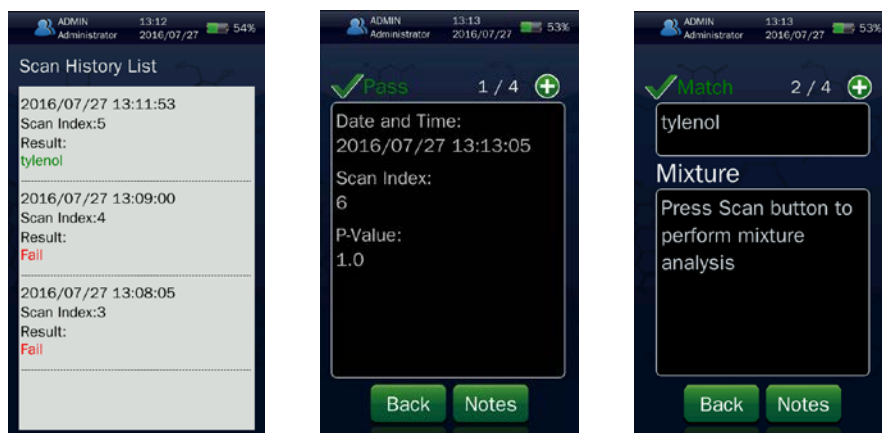 ADMIN 13:12 54%
Administrator 2016/07/27
Scan History List
2016/07/27 13:11:53
Scan Index:5
Result:
tylenol
2016/07/27 13:09:00
Scan Index:4
Result:
Fail
2016/07/27 13:08:05
Scan Index:3
Result:
Fail
ADMIN 13:13 53%
Administrator 2016/07/27
Pass 1 / 4
Date and Time:
2016/07/27 13:13:05
Scan Index:
6
P-Value:
1.0
Back Notes
ADMIN 13:13 53%
Administrator 2016/07/27
Match 2 / 4
tylenol
Mixture
Press Scan button to
perform mixture
analysis
Back Notes